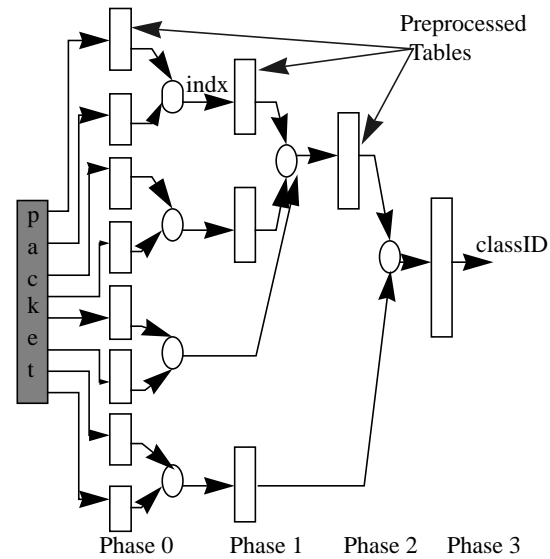 Preprocessed
Tables
indx
p
a
c
k
e
t
classID
Phase 0 Phase 1 Phase 2 Phase 3